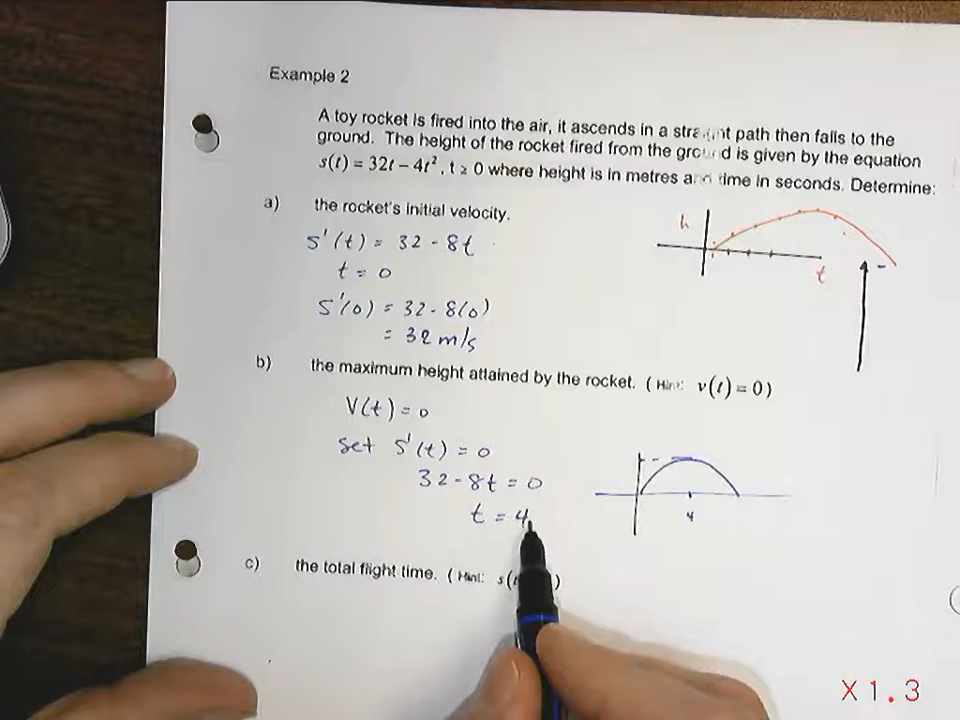 Example 2
A toy rocket is fired into the air, it ascends in a straight path then falls to the
ground. The height of the rocket fired from the ground is given by the equation
s(t) = 32t − 4t², t ≥ 0 where height is in metres and time in seconds. Determine:
a) the rocket's initial velocity.
h
s'(t) = 32 - 8t
t = 0
t
s'(0) = 32 - 8(0)
= 32 m/s
b) the maximum height attained by the rocket. (Hint: v(t) = 0)
V(t) = 0
set s'(t) = 0
32 - 8t = 0
t = 4
4
c) the total flight time. (Hint: )
X1.3